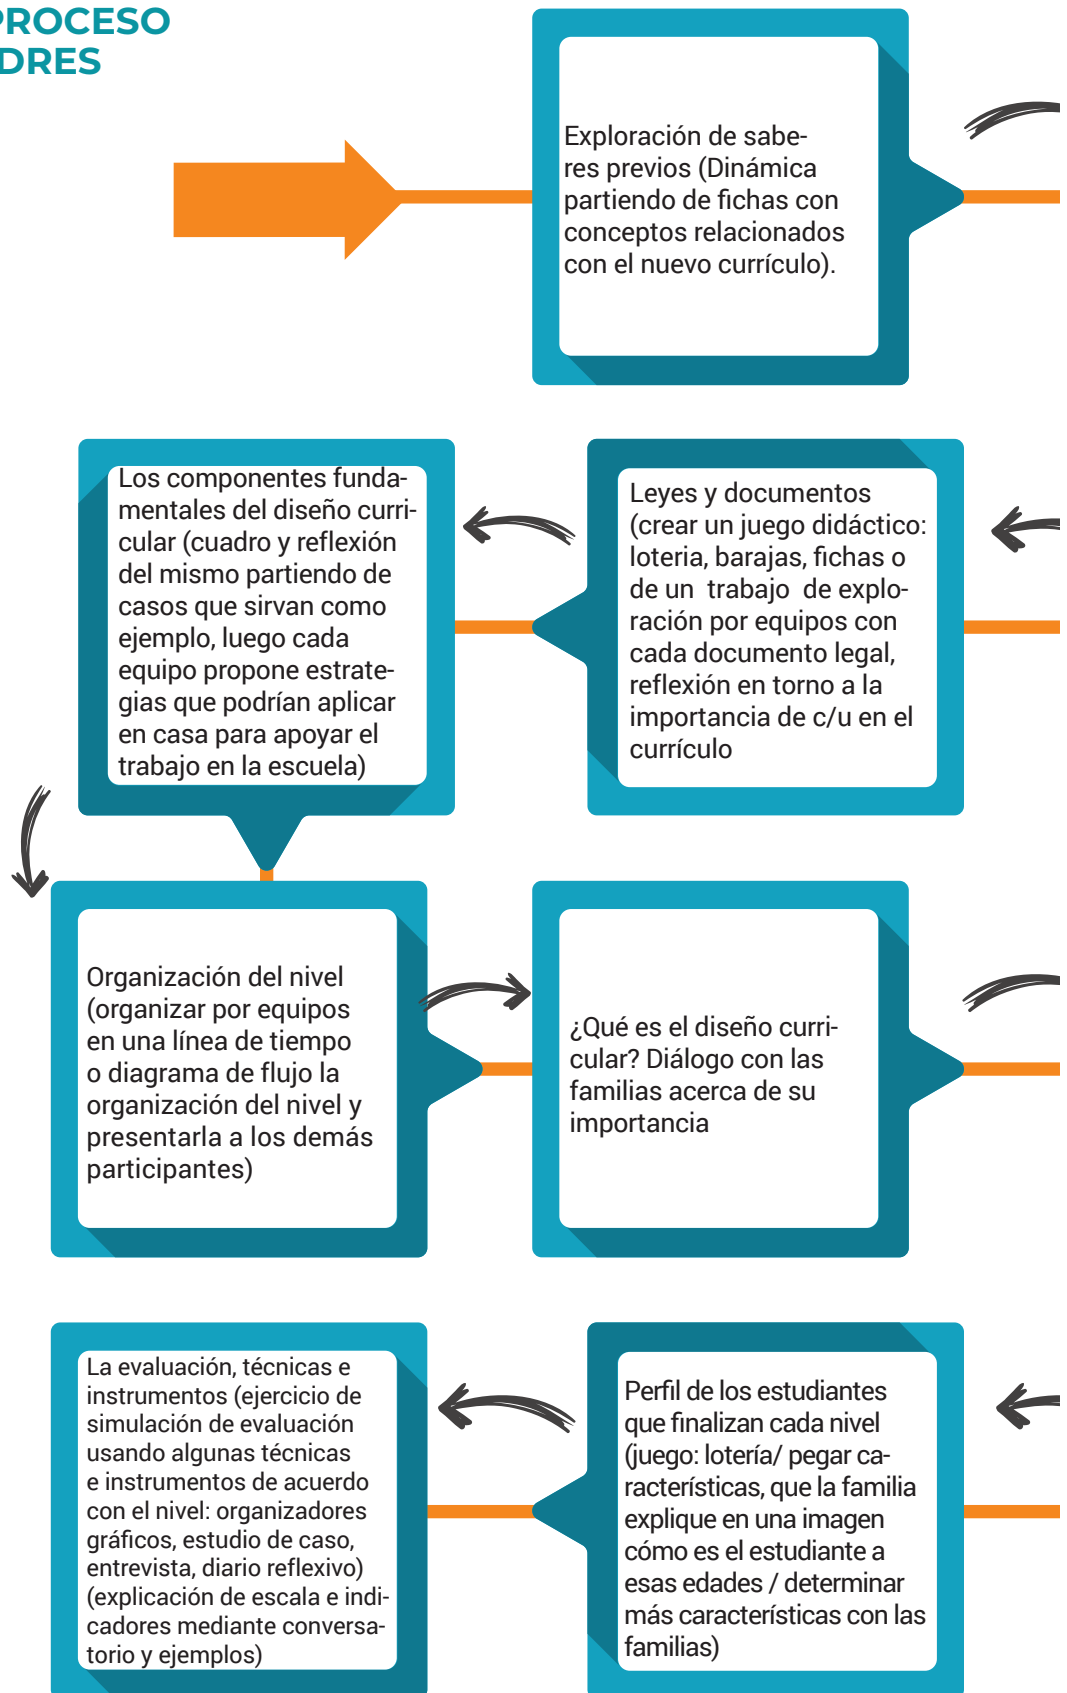 PROCESO
DRES
Exploración de sabe-
res previos (Dinámica
partiendo de fichas con
conceptos relacionados
con el nuevo currículo).
Los componentes funda-
mentales del diseño curri-
cular (cuadro y reflexión
del mismo partiendo de
casos que sirvan como
ejemplo, luego cada
equipo propone estrate-
gias que podrían aplicar
en casa para apoyar el
trabajo en la escuela)
Leyes y documentos
(crear un juego didáctico:
loteria, barajas, fichas o
de un trabajo de explo-
ración por equipos con
cada documento legal,
reflexión en torno a la
importancia de c/u en el
currículo
Organización del nivel
(organizar por equipos
en una línea de tiempo
o diagrama de flujo la
organización del nivel y
presentarla a los demás
participantes)
¿Qué es el diseño curri-
cular? Diálogo con las
familias acerca de su
importancia
La evaluación, técnicas e
instrumentos (ejercicio de
simulación de evaluación
usando algunas técnicas
e instrumentos de acuerdo
con el nivel: organizadores
gráficos, estudio de caso,
entrevista, diario reflexivo)
(explicación de escala e indi-
cadores mediante conversa-
torio y ejemplos)
Perfil de los estudiantes
que finalizan cada nivel
(juego: lotería/ pegar ca-
racterísticas, que la familia
explique en una imagen
cómo es el estudiante a
esas edades / determinar
más características con las
familias)